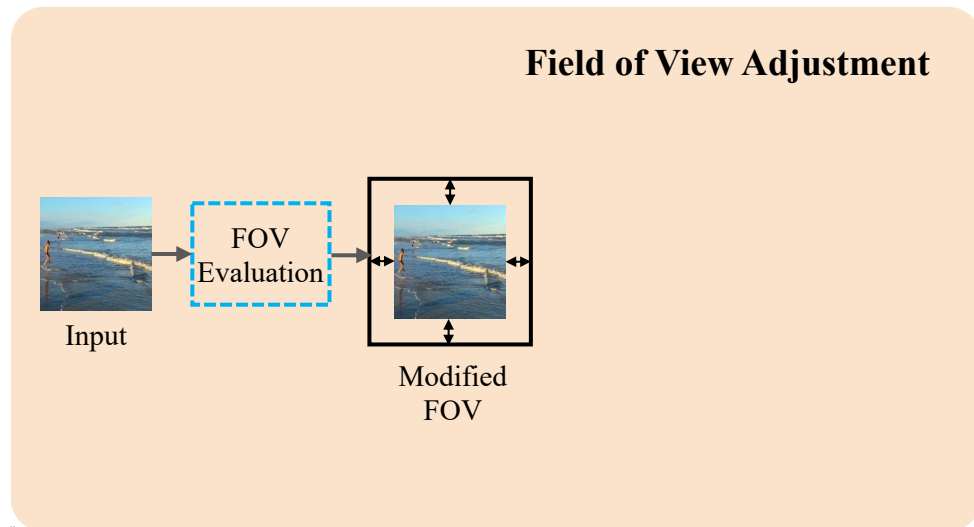 Field of View Adjustment
FOV
Evaluation
Input
Modified
FOV